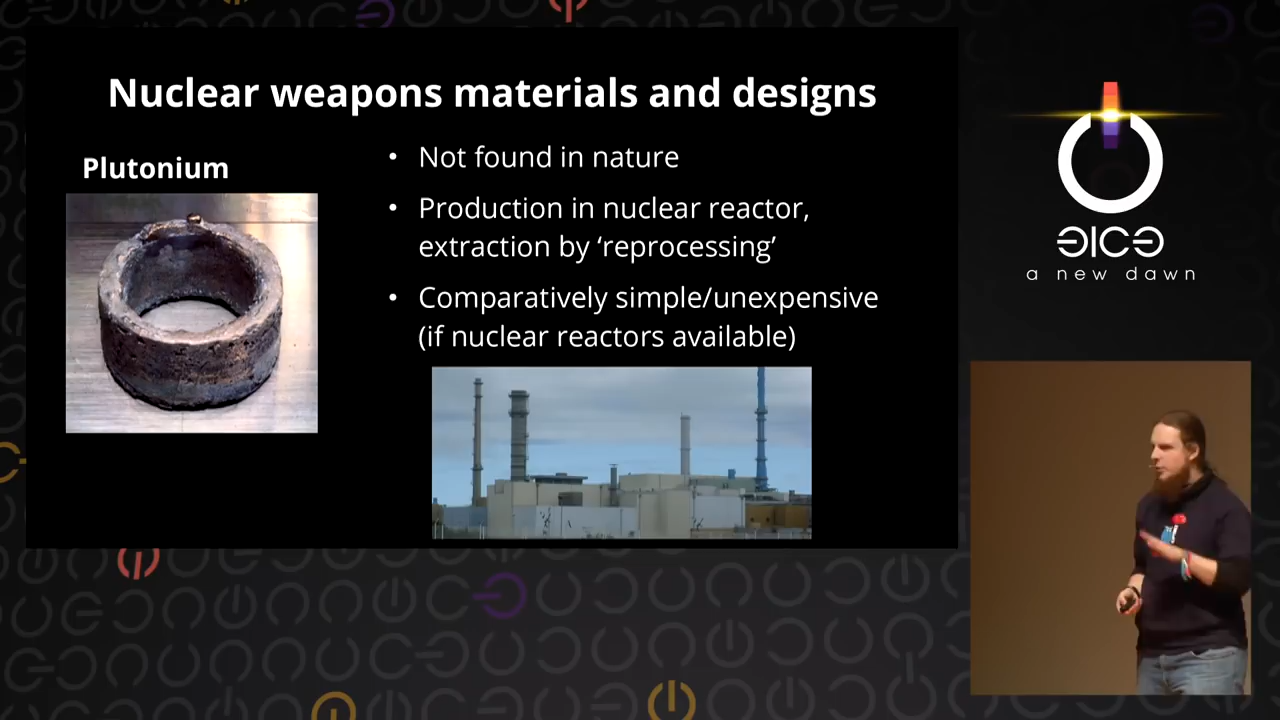 Nuclear weapons materials and designs
Plutonium
• Not found in nature
• Production in nuclear reactor,
extraction by ‘reprocessing’
• Comparatively simple/unexpensive
(if nuclear reactors available)
31C3
a new dawn